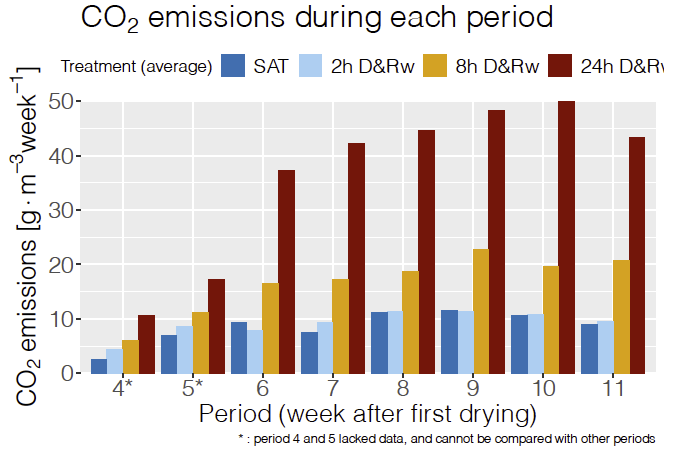 CO₂ emissions during each period
Treatment (average) SAT 2h D&Rw 8h D&Rw 24h D&Rw
CO₂ emissions [g · m⁻³week⁻¹]
50
40
30
20
10
0
4* 5* 6 7 8 9 10 11
Period (week after first drying)
* : period 4 and 5 lacked data, and cannot be compared with other periods